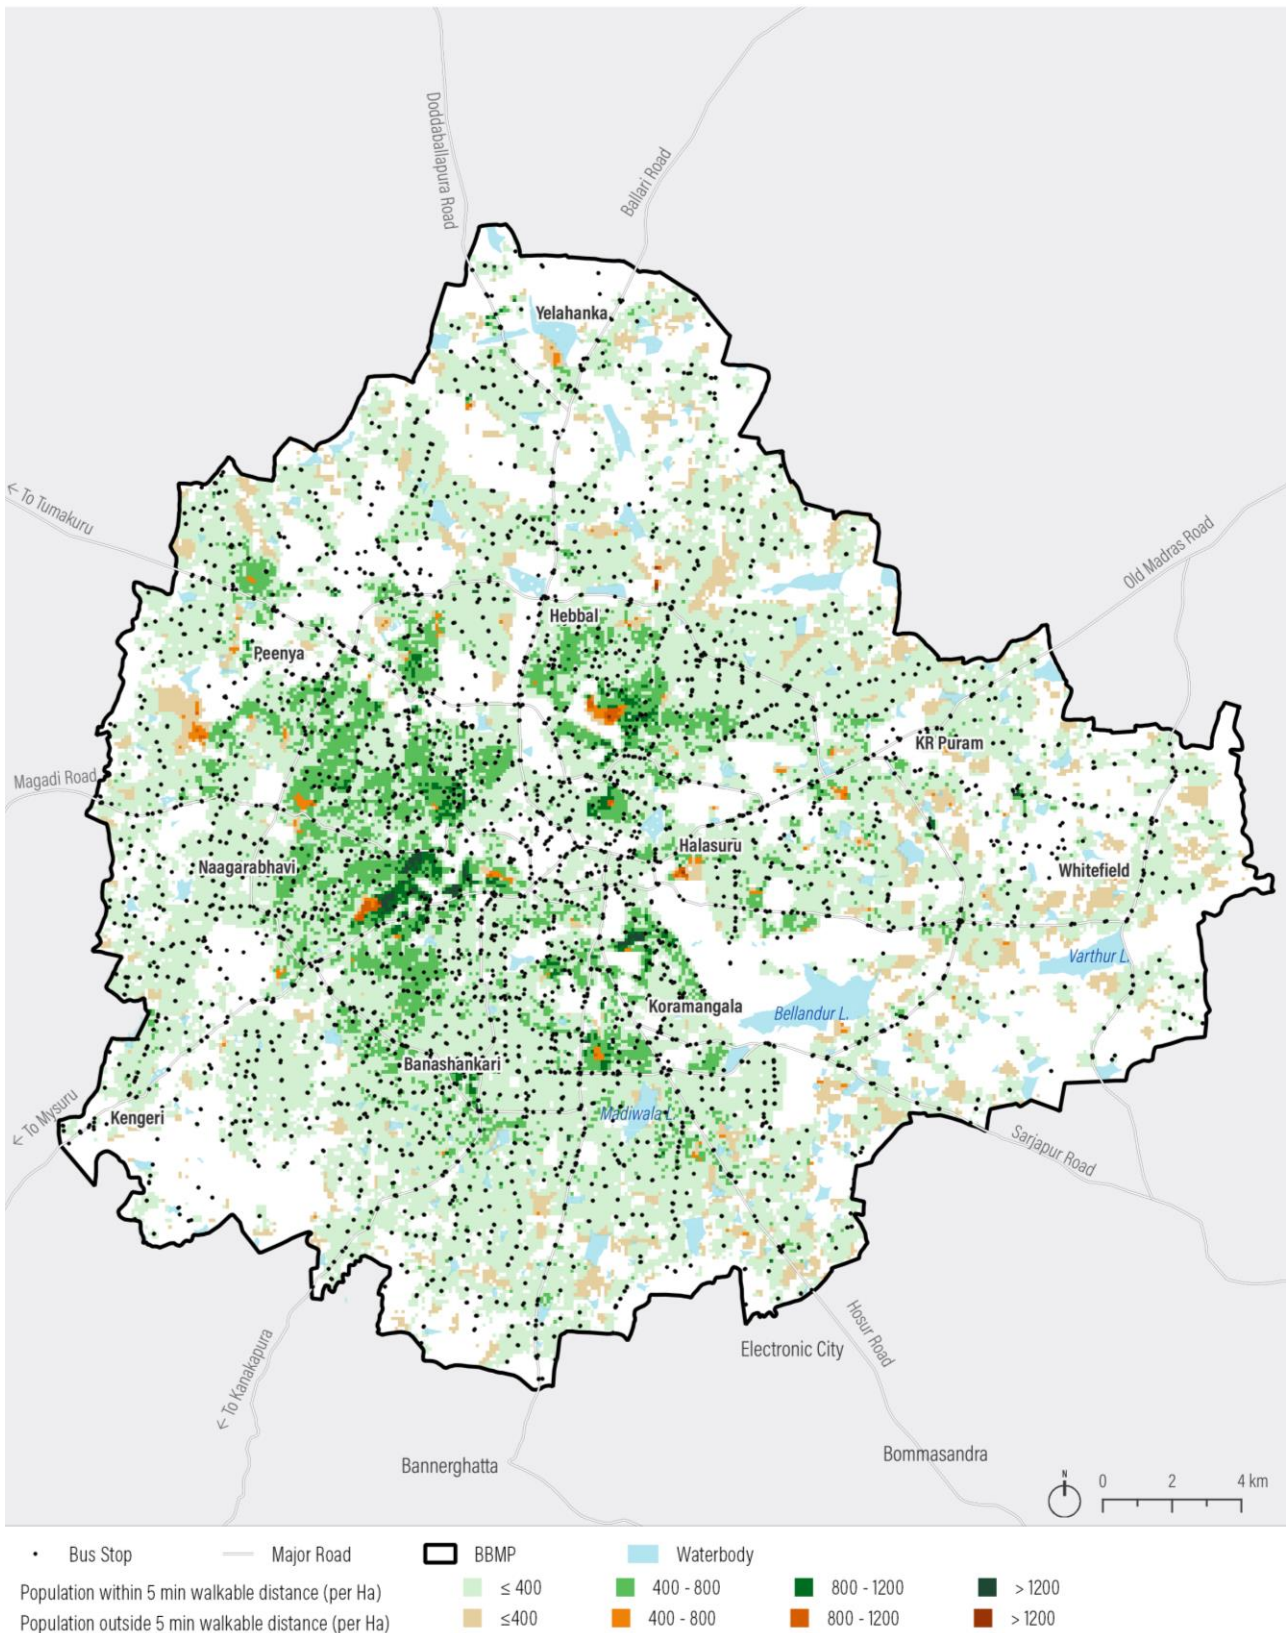 Doddaballapura Road
Ballari Road
Yelahanka
← To Tumakuru
Old Madras Road
Hebbal
Peenya
KR Puram
Magadi Road
Halasuru
Naagarabhavi
Whitefield
Varthur L.
Koramangala
Bellandur L.
Banashankari
Madiwala L.
← To Mysuru
Kengeri
Sarjapur Road
Hosur Road
Electronic City
← To Kanakapura
Bannerghatta
Bommasandra
N
0 2 4 km
Bus Stop Major Road BBMP Waterbody
Population within 5 min walkable distance (per Ha) ≤ 400 400 - 800 800 - 1200 > 1200
Population outside 5 min walkable distance (per Ha) ≤400 400 - 800 800 - 1200 > 1200